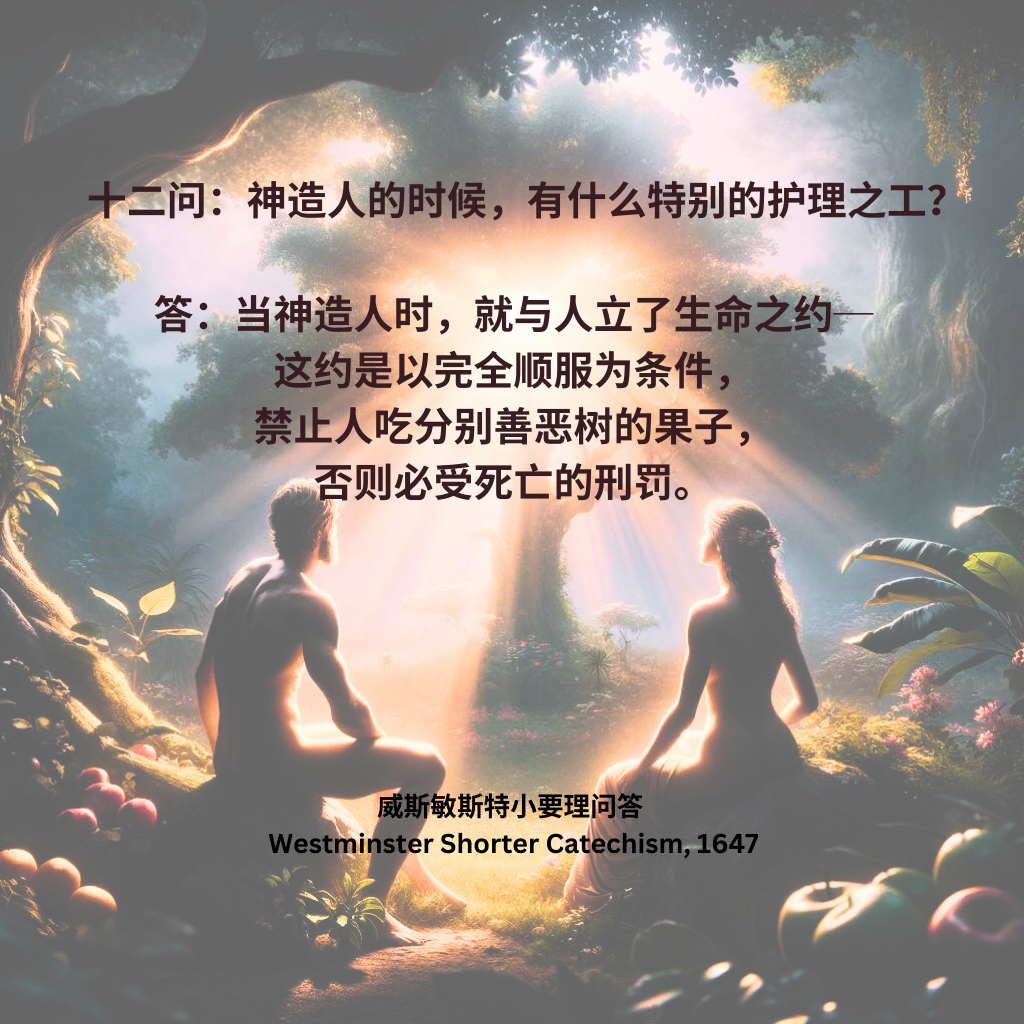 十二问：神造人的时候，有什么特别的护理之工？
答：当神造人时，就与人立了生命之约─
这约是以完全顺服为条件，
禁止人吃分别善恶树的果子，
否则必受死亡的刑罚。
威斯敏斯特小要理问答
Westminster Shorter Catechism, 1647